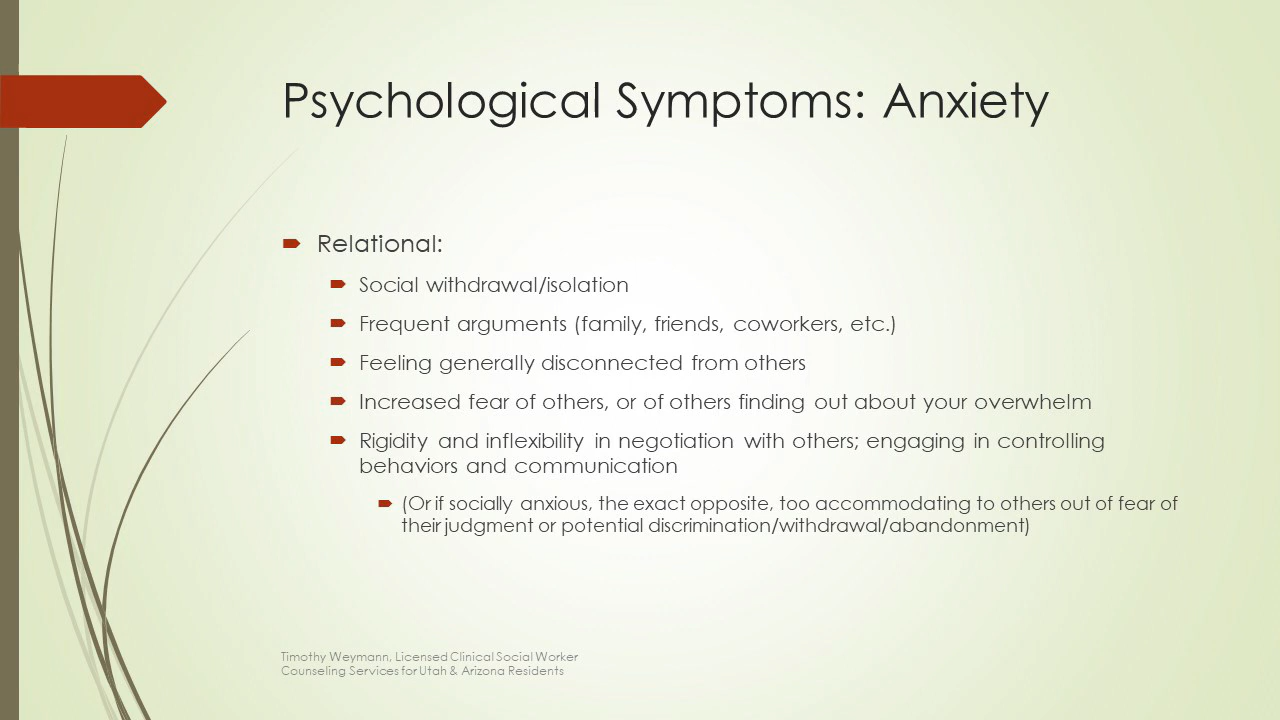 Psychological Symptoms: Anxiety
Relational:
Social withdrawal/isolation
Frequent arguments (family, friends, coworkers, etc.)
Feeling generally disconnected from others
Increased fear of others, or of others finding out about your overwhelm
Rigidity and inflexibility in negotiation with others; engaging in controlling
behaviors and communication
(Or if socially anxious, the exact opposite, too accommodating to others out of fear of
their judgment or potential discrimination/withdrawal/abandonment)
Timothy Weymann, Licensed Clinical Social Worker
Counseling Services for Utah & Arizona Residents